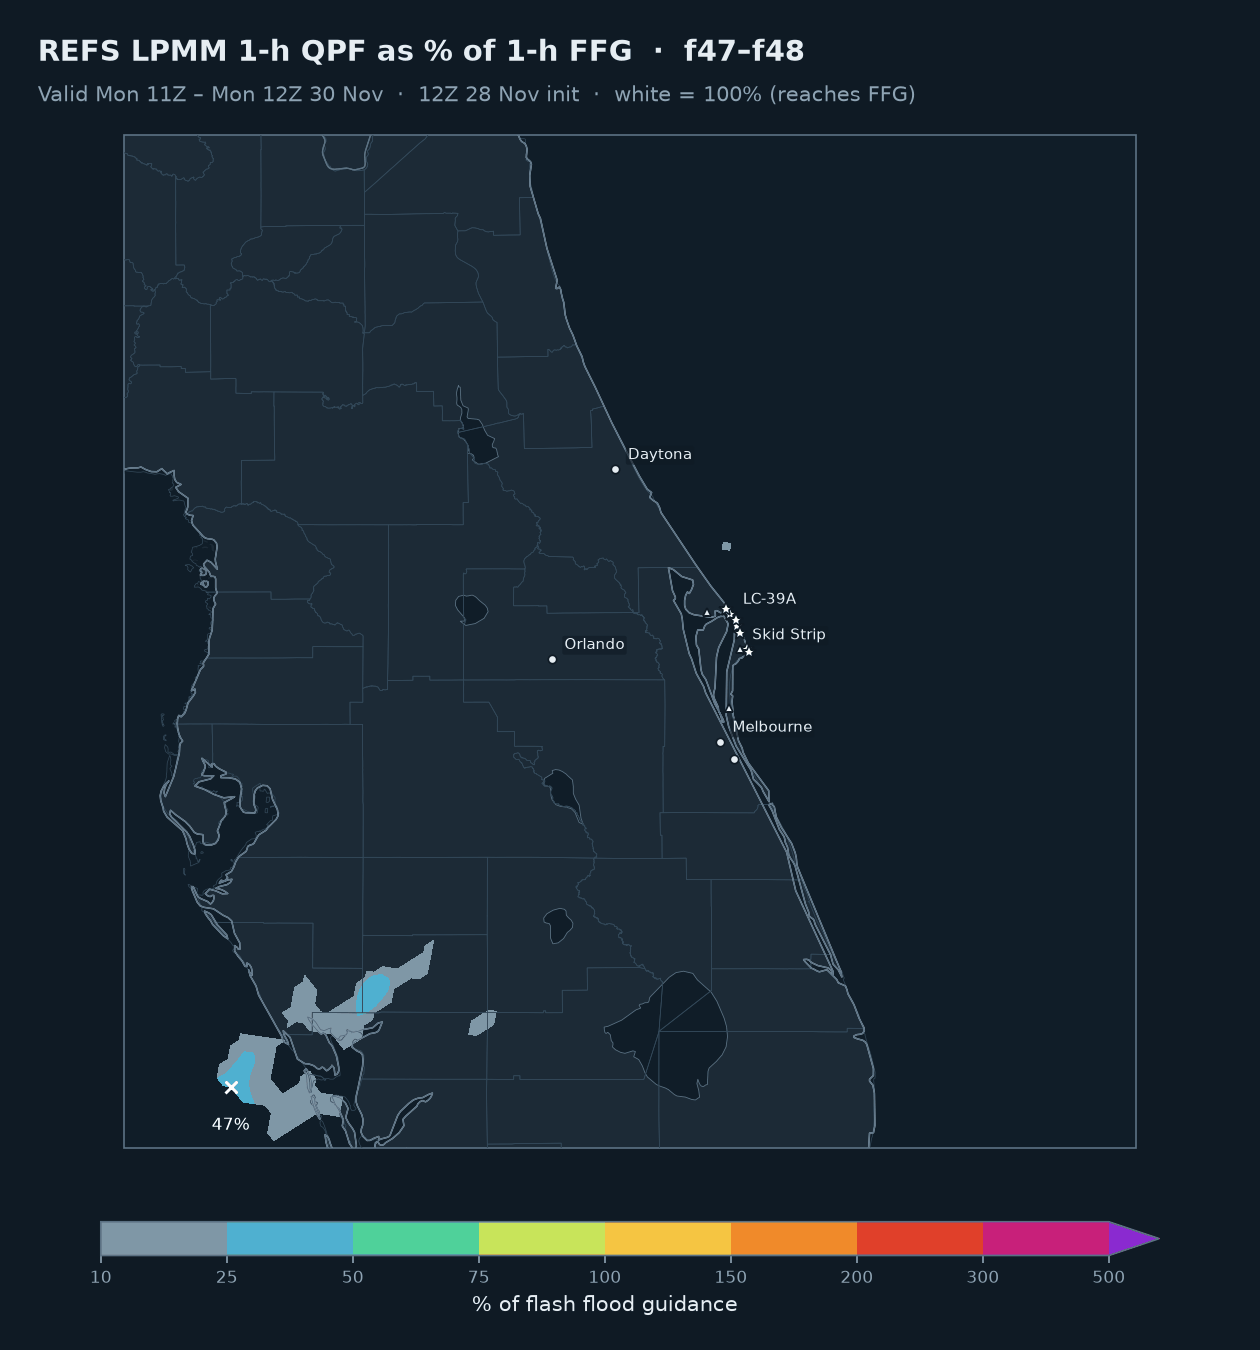 REFS LPMM 1-h QPF as % of 1-h FFG · f47–f48
Valid Mon 11Z – Mon 12Z 30 Nov · 12Z 28 Nov init · white = 100% (reaches FFG)
Daytona
LC-39A
Skid Strip
Orlando
Melbourne
47%
10 25 50 75 100 150 200 300 500
% of flash flood guidance